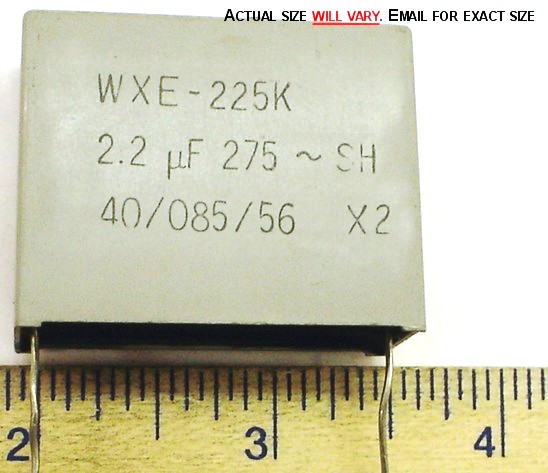 Actual size will vary. Email for exact size
WXE-225K
2.2 µF 275 ~ SH
40/085/56 X2
2 3 4